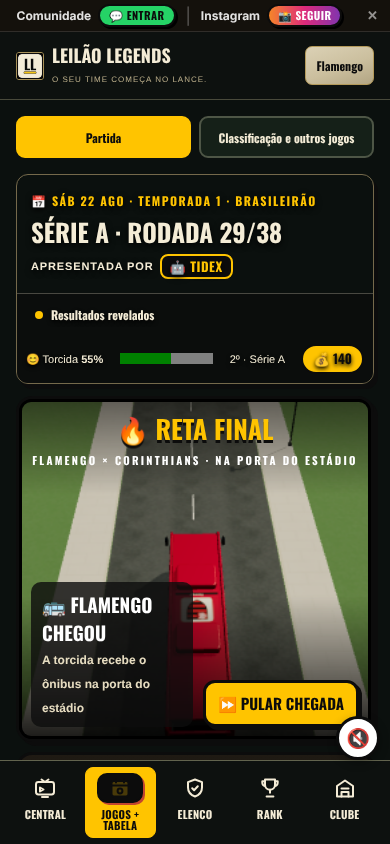 Comunidade 💬 ENTRAR Instagram 📸 SEGUIR ✕
LL LEILÃO LEGENDS
O SEU TIME COMEÇA NO LANCE.
Flamengo
Partida
Classificação e outros jogos
📅 SÁB 22 AGO · TEMPORADA 1 · BRASILEIRÃO
SÉRIE A · RODADA 29/38
APRESENTADA POR 🤖 TIDEX
Resultados revelados
😊 Torcida 55% 2º · Série A 💰 140
🔥 RETA FINAL
FLAMENGO × CORINTHIANS · NA PORTA DO ESTÁDIO
🚌 FLAMENGO
CHEGOU
A torcida recebe o
ônibus na porta do
estádio
⏩ PULAR CHEGADA
CENTRAL
JOGOS +
TABELA
ELENCO
RANK
CLUBE